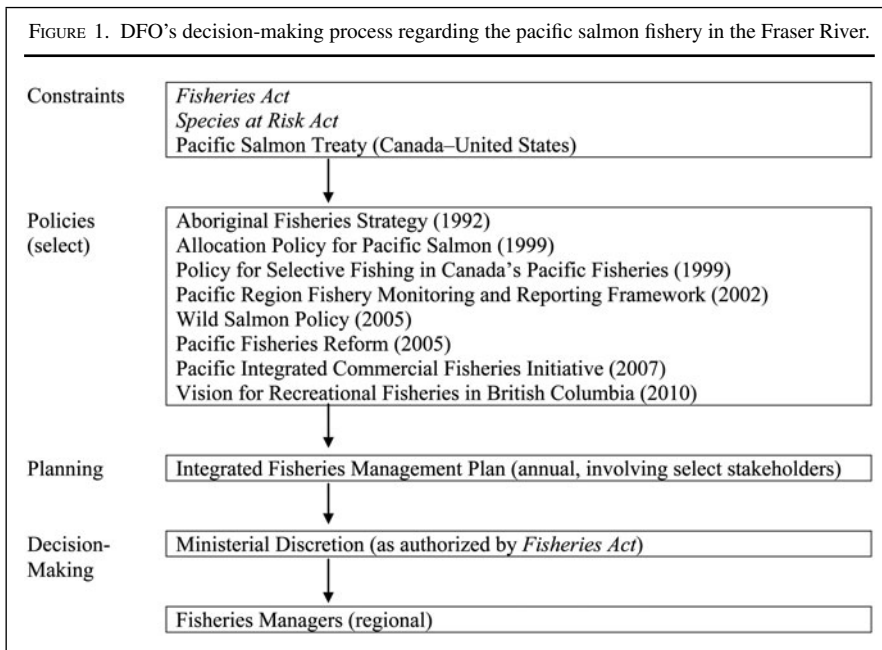 FIGURE 1. DFO’s decision-making process regarding the pacific salmon fishery in the Fraser River.
Constraints
Fisheries Act
Species at Risk Act
Pacific Salmon Treaty (Canada–United States)
Policies
(select)
Aboriginal Fisheries Strategy (1992)
Allocation Policy for Pacific Salmon (1999)
Policy for Selective Fishing in Canada’s Pacific Fisheries (1999)
Pacific Region Fishery Monitoring and Reporting Framework (2002)
Wild Salmon Policy (2005)
Pacific Fisheries Reform (2005)
Pacific Integrated Commercial Fisheries Initiative (2007)
Vision for Recreational Fisheries in British Columbia (2010)
Planning
Integrated Fisheries Management Plan (annual, involving select stakeholders)
Decision-
Making
Ministerial Discretion (as authorized by Fisheries Act)
Fisheries Managers (regional)